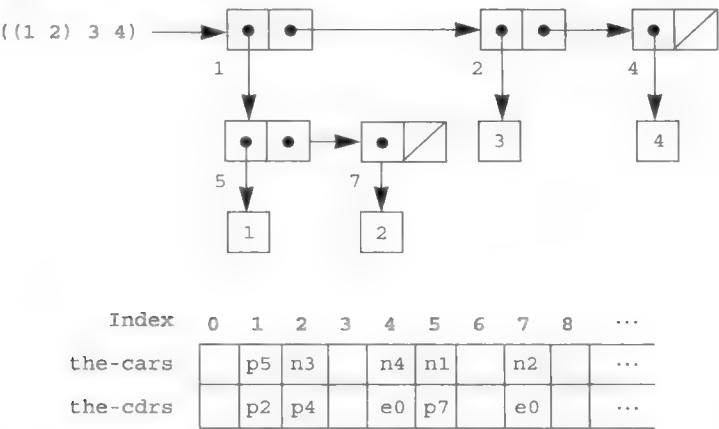 ((1 2) 3 4)
1
2
4
3
4
5
7
1
2
Index 0 1 2 3 4 5 6 7 8 ...
the-cars p5 n3 n4 n1 n2 ...
the-cdrs p2 p4 e0 p7 e0 ...